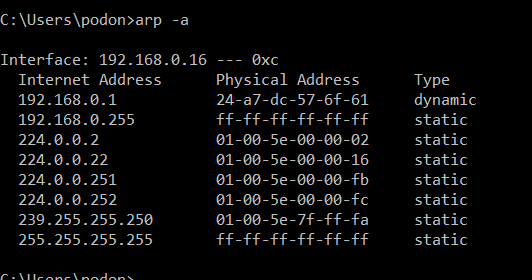 C:\Users\podon>arp -a
Interface: 192.168.0.16 --- 0xc
Internet Address Physical Address Type
192.168.0.1 24-a7-dc-57-6f-61 dynamic
192.168.0.255 ff-ff-ff-ff-ff-ff static
224.0.0.2 01-00-5e-00-00-02 static
224.0.0.22 01-00-5e-00-00-16 static
224.0.0.251 01-00-5e-00-00-fb static
224.0.0.252 01-00-5e-00-00-fc static
239.255.255.250 01-00-5e-7f-ff-fa static
255.255.255.255 ff-ff-ff-ff-ff-ff static
C:\Users\podon>